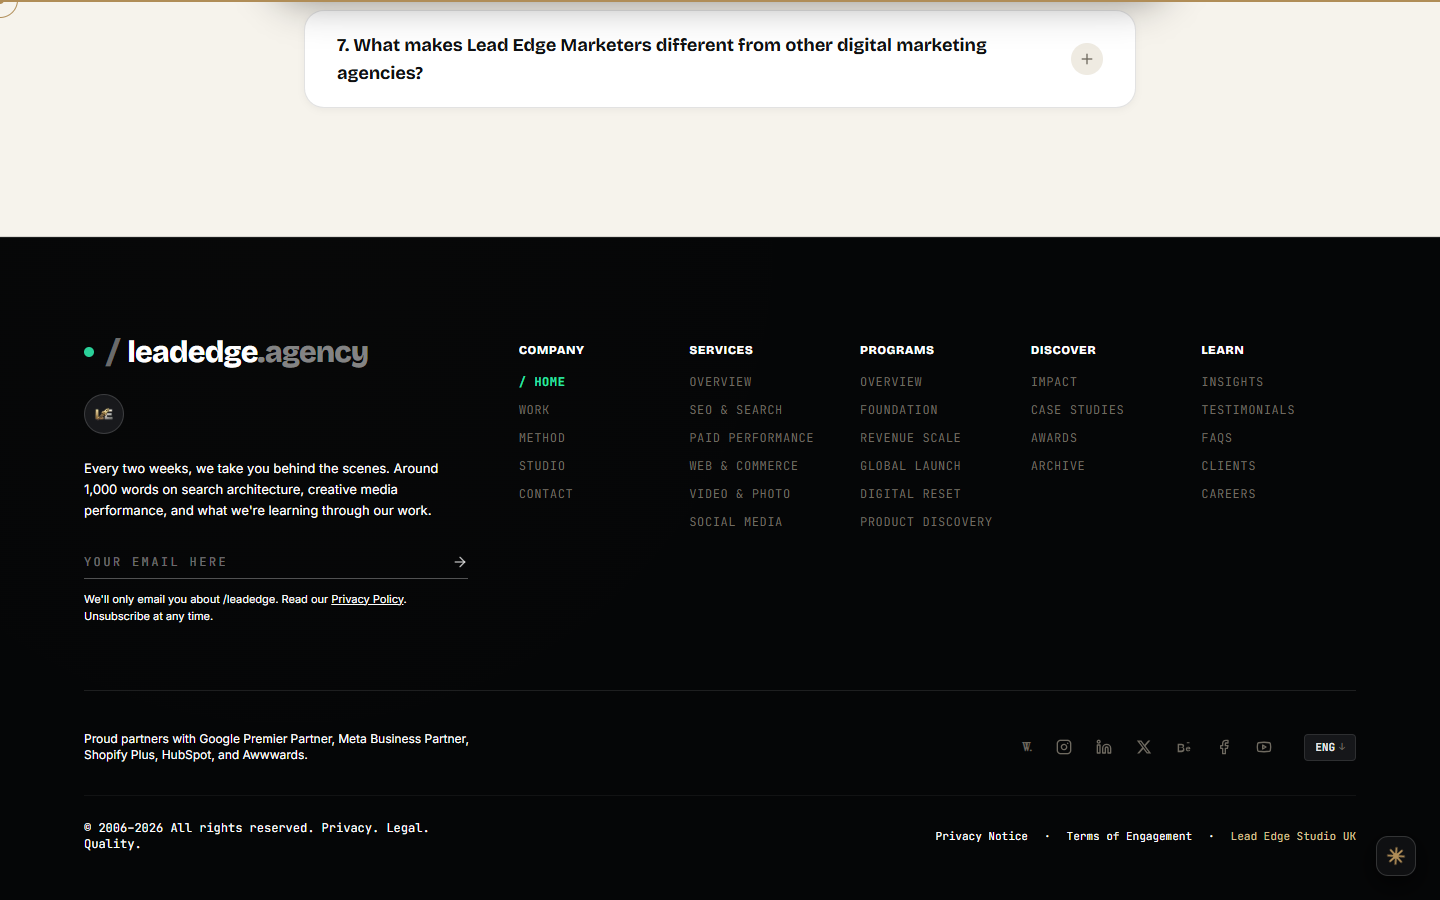 7. What makes Lead Edge Marketers different from other digital marketing
agencies?
/ leadedge.agency
LE
Every two weeks, we take you behind the scenes. Around
1,000 words on search architecture, creative media
performance, and what we're learning through our work.
YOUR EMAIL HERE
We'll only email you about /leadedge. Read our Privacy Policy.
Unsubscribe at any time.
COMPANY
/ HOME
WORK
METHOD
STUDIO
CONTACT
SERVICES
OVERVIEW
SEO & SEARCH
PAID PERFORMANCE
WEB & COMMERCE
VIDEO & PHOTO
SOCIAL MEDIA
PROGRAMS
OVERVIEW
FOUNDATION
REVENUE SCALE
GLOBAL LAUNCH
DIGITAL RESET
PRODUCT DISCOVERY
DISCOVER
IMPACT
CASE STUDIES
AWARDS
ARCHIVE
LEARN
INSIGHTS
TESTIMONIALS
FAQS
CLIENTS
CAREERS
Proud partners with Google Premier Partner, Meta Business Partner,
Shopify Plus, HubSpot, and Awwwards.
W.
ENG
© 2006–2026 All rights reserved. Privacy. Legal.
Quality.
Privacy Notice · Terms of Engagement · Lead Edge Studio UK